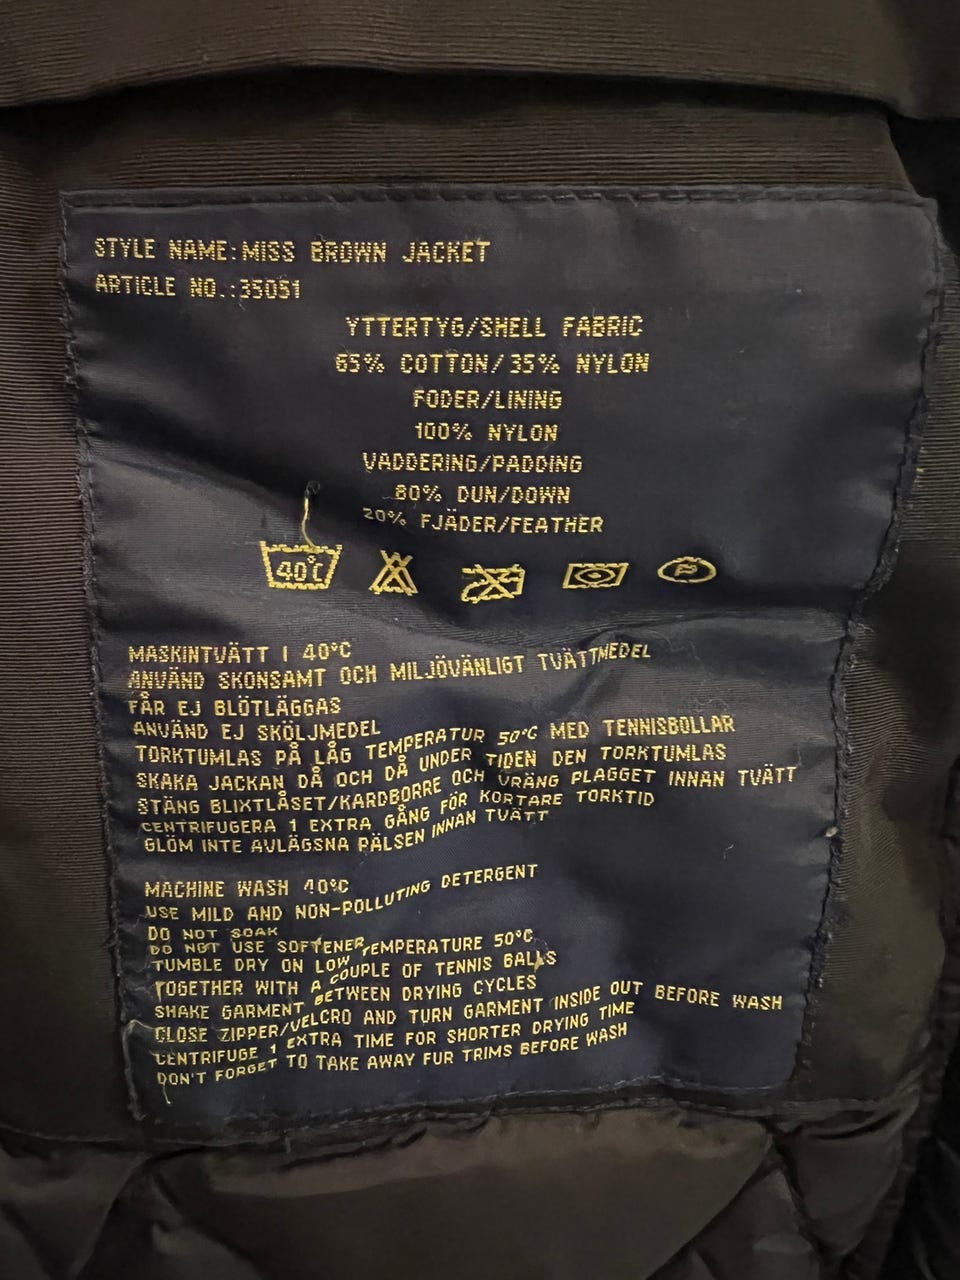 STYLE NAME: MISS BROWN JACKET
ARTICLE NO.:35051
YTTERTYG/SHELL FABRIC
65% COTTON/35% NYLON
FODER/LINING
100% NYLON
VADDERING/PADDING
80% DUN/DOWN
20% FJÄDER/FEATHER
40°C P
MASKINTVÄTT I 40°C
ANVÄND SKONSAMT OCH MILJÖVÄNLIGT TVÄTTMEDEL
FÅR EJ BLÖTLÄGGAS
ANVÄND EJ SKÖLJMEDEL
TORKTUMLAS PÅ LÅG TEMPERATUR 50°C MED TENNISBOLLAR
SKAKA JACKAN DÅ OCH DÅ UNDER TIDEN DEN TORKTUMLAS
STÄNG BLIXTLÅSET/KARDBORRE OCH VRÄNG PLAGGET INNAN TVÄTT
CENTRIFUGERA 1 EXTRA GÅNG FÖR KORTARE TORKTID
GLÖM INTE AVLÄGSNA PÄLSEN INNAN TVÄTT
MACHINE WASH 40°C
USE MILD AND NON-POLLUTING DETERGENT
DO NOT SOAK
DO NOT USE SOFTENER
TUMBLE DRY ON LOW TEMPERATURE 50°C
TOGETHER WITH A COUPLE OF TENNIS BALLS
SHAKE GARMENT BETWEEN DRYING CYCLES
CLOSE ZIPPER/VELCRO AND TURN GARMENT INSIDE OUT BEFORE WASH
CENTRIFUGE 1 EXTRA TIME FOR SHORTER DRYING TIME
DON'T FORGET TO TAKE AWAY FUR TRIMS BEFORE WASH